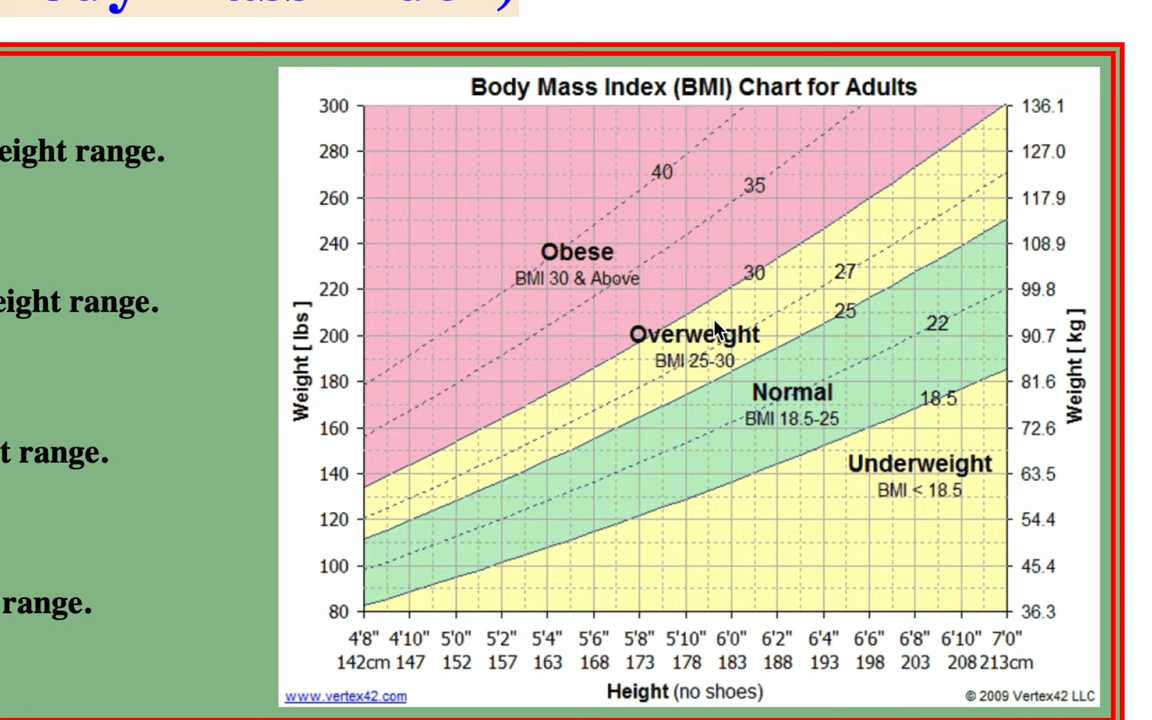 Body Mass Index (BMI) Chart for Adults
300
280
260
240
220
200
180
160
140
120
100
80
Weight [ lbs ]
136.1
127.0
117.9
108.9
99.8
90.7
81.6
72.6
63.5
54.4
45.4
36.3
Weight [ kg ]
40
35
30
27
25
22
18.5
Obese
BMI 30 & Above
Overweight
BMI 25-30
Normal
BMI 18.5-25
Underweight
BMI < 18.5
4'8" 4'10" 5'0" 5'2" 5'4" 5'6" 5'8" 5'10" 6'0" 6'2" 6'4" 6'6" 6'8" 6'10" 7'0"
142cm 147 152 157 163 168 173 178 183 188 193 198 203 208 213cm
Height (no shoes)
www.vertex42.com
© 2009 Vertex42 LLC
eight range.
eight range.
t range.
range.